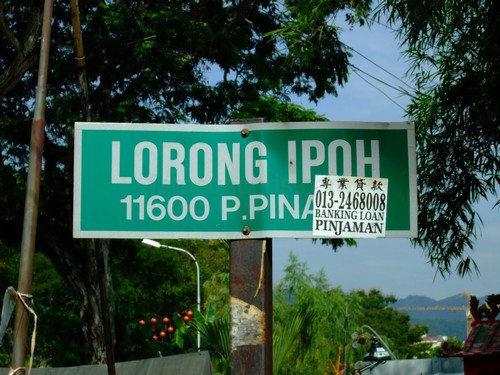 LORONG IPOH
11600 P.PINA
專業貸款
013-2468008
BANKING LOAN
PINJAMAN